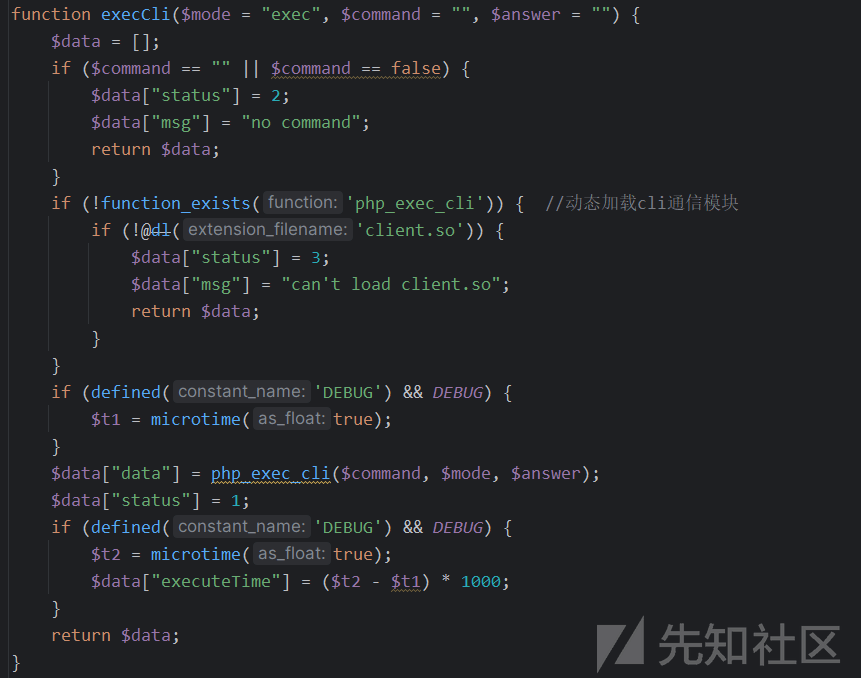 function execCli($mode = "exec", $command = "", $answer = "") {
    $data = [];
    if ($command == "" || $command == false) {
        $data["status"] = 2;
        $data["msg"] = "no command";
        return $data;
    }
    if (!function_exists( function: 'php_exec_cli')) {  //动态加载cli通信模块
        if (!@dl( extension_filename: 'client.so')) {
            $data["status"] = 3;
            $data["msg"] = "can't load client.so";
            return $data;
        }
    }
    if (defined( constant_name: 'DEBUG') && DEBUG) {
        $t1 = microtime( as_float: true);
    }
    $data["data"] = php_exec_cli($command, $mode, $answer);
    $data["status"] = 1;
    if (defined( constant_name: 'DEBUG') && DEBUG) {
        $t2 = microtime( as_float: true);
        $data["executeTime"] = ($t2 - $t1) * 1000;
    }
    return $data;
}
先知社区